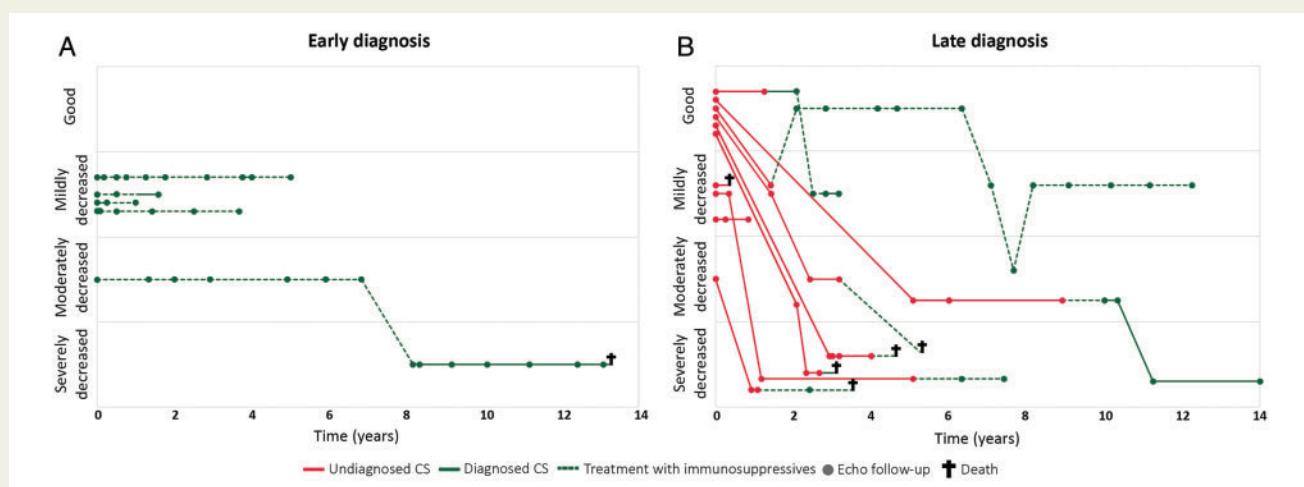 A
Early diagnosis
Good
Mildly
decreased
Moderately
decreased
Severely
decreased
0 2 4 6 8 10 12 14
Time (years)
B
Late diagnosis
Good
Mildly
decreased
Moderately
decreased
Severely
decreased
0 2 4 6 8 10 12 14
Time (years)
Undiagnosed CS Diagnosed CS Treatment with immunosuppressives Echo follow-up Death